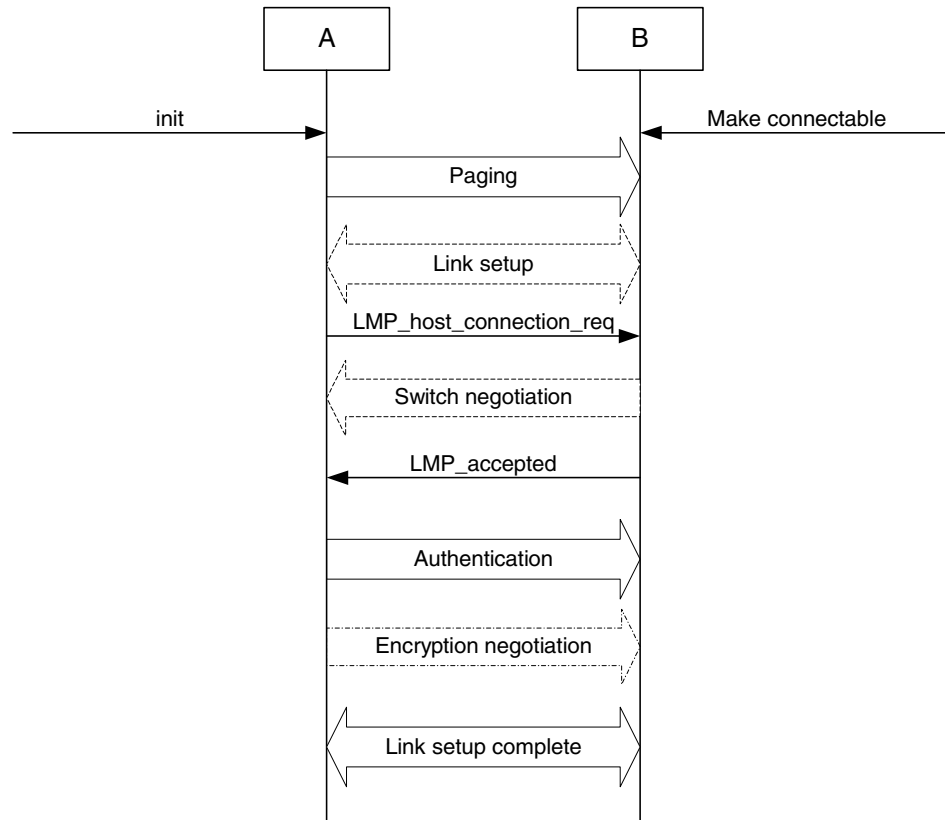 A
B
init
Make connectable
Paging
Link setup
LMP_host_connection_req
Switch negotiation
LMP_accepted
Authentication
Encryption negotiation
Link setup complete